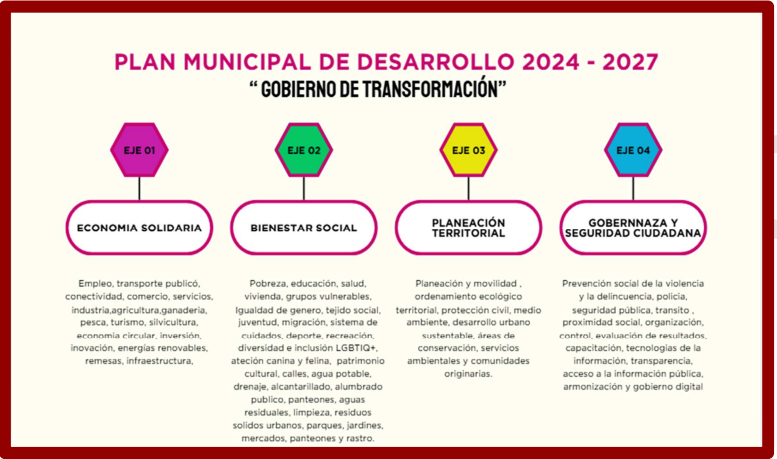 PLAN MUNICIPAL DE DESARROLLO 2024 - 2027
“ GOBIERNO DE TRANSFORMACIÓN”
EJE 01
ECONOMIA SOLIDARIA
Empleo, transporte publicó,
conectividad, comercio, servicios,
industria,agricultura,ganaderia,
pesca, turismo, silvicultura,
economía circular, inversión,
inovación, energías renovables,
remesas, infraestructura,
EJE 02
BIENESTAR SOCIAL
Pobreza, educación, salud,
vivienda, grupos vulnerables,
Igualdad de genero, tejido social,
juventud, migración, sistema de
cuidados, deporte, recreación,
diversidad e inclusión LGBTIQ+,
ateción canina y felina, patrimonio
cultural, calles, agua potable,
drenaje, alcantarillado, alumbrado
publico, panteones, aguas
residuales, limpieza, residuos
solidos urbanos, parques, jardines,
mercados, panteones y rastro.
EJE 03
PLANEACIÓN
TERRITORIAL
Planeación y movilidad ,
ordenamiento ecológico
territorial, protección civil, medio
ambiente, desarrollo urbano
sustentable, áreas de
conservación, servicios
ambientales y comunidades
originarias.
EJE 04
GOBERNNAZA Y
SEGURIDAD CIUDADANA
Prevención social de la violencia
y la delincuencia, policía,
seguridad pública, transito ,
proximidad social, organización,
control, evaluación de resultados,
capacitación, tecnologías de la
información, transparencia,
acceso a la información pública,
armonización y gobierno digital